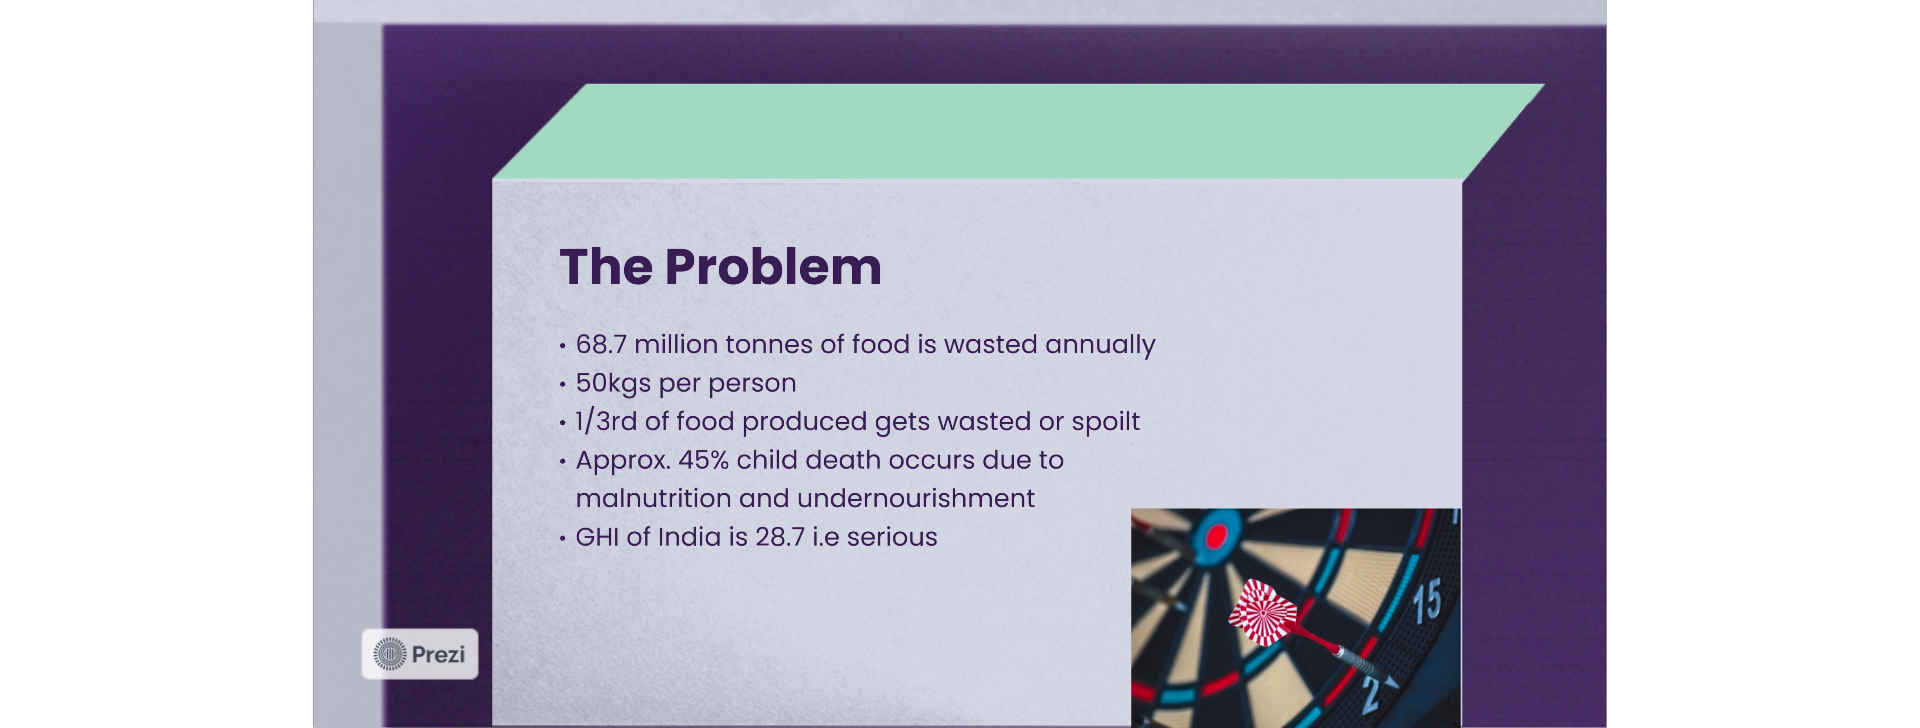 The Problem
• 68.7 million tonnes of food is wasted annually
• 50kgs per person
• 1/3rd of food produced gets wasted or spoilt
• Approx. 45% child death occurs due to
malnutrition and undernourishment
• GHI of India is 28.7 i.e serious
15
2
Prezi